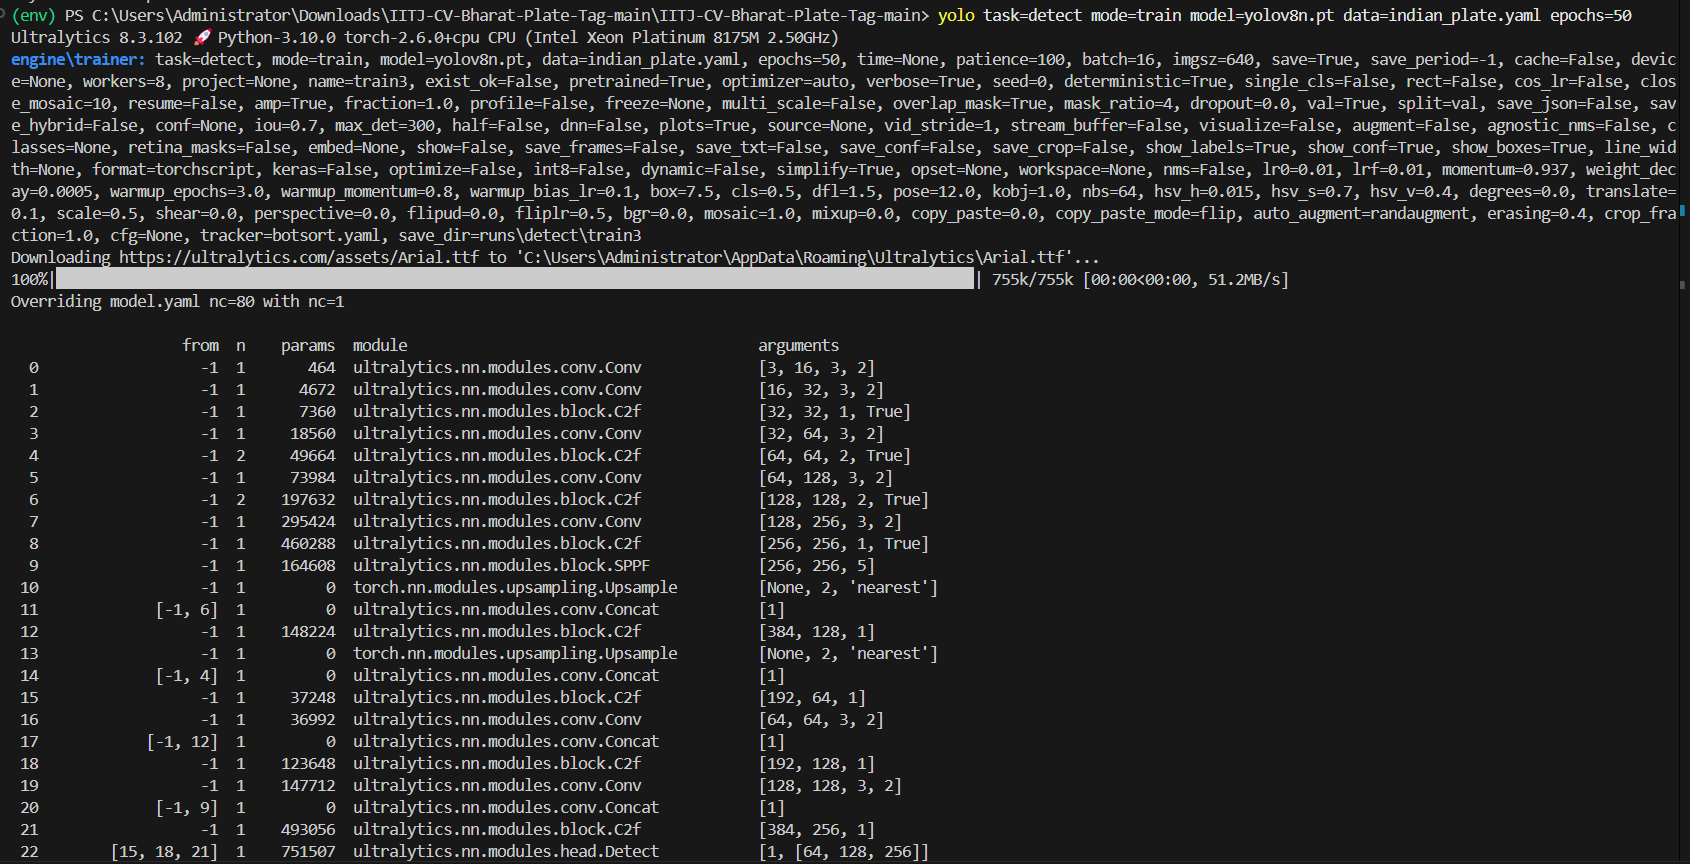 (env) PS C:\Users\Administrator\Downloads\IITJ-CV-Bharat-Plate-Tag-main\IITJ-CV-Bharat-Plate-Tag-main> yolo task=detect mode=train model=yolov8n.pt data=indian_plate.yaml epochs=50
Ultralytics 8.3.102 🚀 Python-3.10.0 torch-2.6.0+cpu CPU (Intel Xeon Platinum 8175M 2.50GHz)
engine\trainer: task=detect, mode=train, model=yolov8n.pt, data=indian_plate.yaml, epochs=50, time=None, patience=100, batch=16, imgsz=640, save=True, save_period=-1, cache=False, devic
e=None, workers=8, project=None, name=train3, exist_ok=False, pretrained=True, optimizer=auto, verbose=True, seed=0, deterministic=True, single_cls=False, rect=False, cos_lr=False, clos
e_mosaic=10, resume=False, amp=True, fraction=1.0, profile=False, freeze=None, multi_scale=False, overlap_mask=True, mask_ratio=4, dropout=0.0, val=True, split=val, save_json=False, sav
e_hybrid=False, conf=None, iou=0.7, max_det=300, half=False, dnn=False, plots=True, source=None, vid_stride=1, stream_buffer=False, visualize=False, augment=False, agnostic_nms=False, c
lasses=None, retina_masks=False, embed=None, show=False, save_frames=False, save_txt=False, save_conf=False, save_crop=False, show_labels=True, show_conf=True, show_boxes=True, line_wid
th=None, format=torchscript, keras=False, optimize=False, int8=False, dynamic=False, simplify=True, opset=None, workspace=None, nms=False, lr0=0.01, lrf=0.01, momentum=0.937, weight_dec
ay=0.0005, warmup_epochs=3.0, warmup_momentum=0.8, warmup_bias_lr=0.1, box=7.5, cls=0.5, dfl=1.5, pose=12.0, kobj=1.0, nbs=64, hsv_h=0.015, hsv_s=0.7, hsv_v=0.4, degrees=0.0, translate=
0.1, scale=0.5, shear=0.0, perspective=0.0, flipud=0.0, fliplr=0.5, bgr=0.0, mosaic=1.0, mixup=0.0, copy_paste=0.0, copy_paste_mode=flip, auto_augment=randaugment, erasing=0.4, crop_fra
ction=1.0, cfg=None, tracker=botsort.yaml, save_dir=runs\detect\train3
Downloading https://ultralytics.com/assets/Arial.ttf to 'C:\Users\Administrator\AppData\Roaming\Ultralytics\Arial.ttf'...
100%| | 755k/755k [00:00<00:00, 51.2MB/s]
Overriding model.yaml nc=80 with nc=1
from n params module arguments
0 -1 1 464 ultralytics.nn.modules.conv.Conv [3, 16, 3, 2]
1 -1 1 4672 ultralytics.nn.modules.conv.Conv [16, 32, 3, 2]
2 -1 1 7360 ultralytics.nn.modules.block.C2f [32, 32, 1, True]
3 -1 1 18560 ultralytics.nn.modules.conv.Conv [32, 64, 3, 2]
4 -1 2 49664 ultralytics.nn.modules.block.C2f [64, 64, 2, True]
5 -1 1 73984 ultralytics.nn.modules.conv.Conv [64, 128, 3, 2]
6 -1 2 197632 ultralytics.nn.modules.block.C2f [128, 128, 2, True]
7 -1 1 295424 ultralytics.nn.modules.conv.Conv [128, 256, 3, 2]
8 -1 1 460288 ultralytics.nn.modules.block.C2f [256, 256, 1, True]
9 -1 1 164608 ultralytics.nn.modules.block.SPPF [256, 256, 5]
10 -1 1 0 torch.nn.modules.upsampling.Upsample [None, 2, 'nearest']
11 [-1, 6] 1 0 ultralytics.nn.modules.conv.Concat [1]
12 -1 1 148224 ultralytics.nn.modules.block.C2f [384, 128, 1]
13 -1 1 0 torch.nn.modules.upsampling.Upsample [None, 2, 'nearest']
14 [-1, 4] 1 0 ultralytics.nn.modules.conv.Concat [1]
15 -1 1 37248 ultralytics.nn.modules.block.C2f [192, 64, 1]
16 -1 1 36992 ultralytics.nn.modules.conv.Conv [64, 64, 3, 2]
17 [-1, 12] 1 0 ultralytics.nn.modules.conv.Concat [1]
18 -1 1 123648 ultralytics.nn.modules.block.C2f [192, 128, 1]
19 -1 1 147712 ultralytics.nn.modules.conv.Conv [128, 128, 3, 2]
20 [-1, 9] 1 0 ultralytics.nn.modules.conv.Concat [1]
21 -1 1 493056 ultralytics.nn.modules.block.C2f [384, 256, 1]
22 [15, 18, 21] 1 751507 ultralytics.nn.modules.head.Detect [1, [64, 128, 256]]